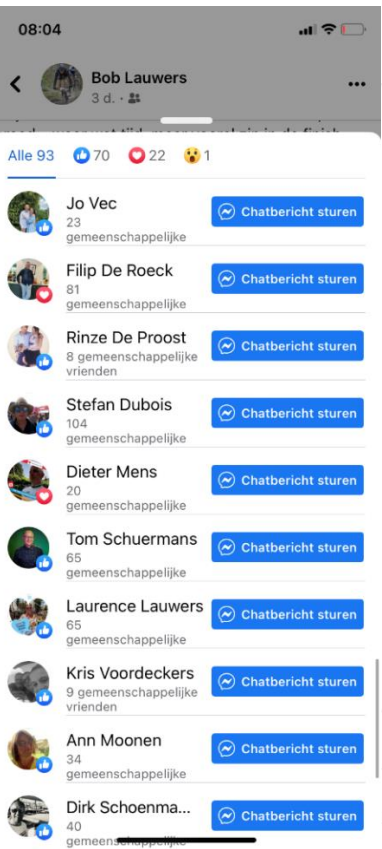 08:04
Bob Lauwers
3 d.
Alle 93 70 22 1
Jo Vec
23
gemeenschappelijke
Chatbericht sturen
Filip De Roeck
81
gemeenschappelijke
Chatbericht sturen
Rinze De Proost
8 gemeenschappelijke
vrienden
Chatbericht sturen
Stefan Dubois
104
gemeenschappelijke
Chatbericht sturen
Dieter Mens
20
gemeenschappelijke
Chatbericht sturen
Tom Schuermans
65
gemeenschappelijke
Chatbericht sturen
Laurence Lauwers
65
gemeenschappelijke
Chatbericht sturen
Kris Voordeckers
9 gemeenschappelijke
vrienden
Chatbericht sturen
Ann Moonen
34
gemeenschappelijke
Chatbericht sturen
Dirk Schoenma...
40
gemeenschappelijke
Chatbericht sturen